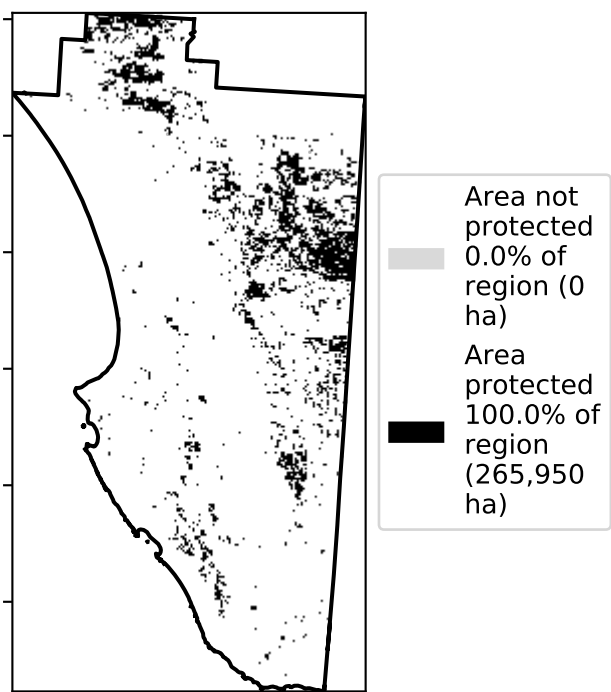 Area not
protected
0.0% of
region (0
ha)
Area
protected
100.0% of
region
(265,950
ha)